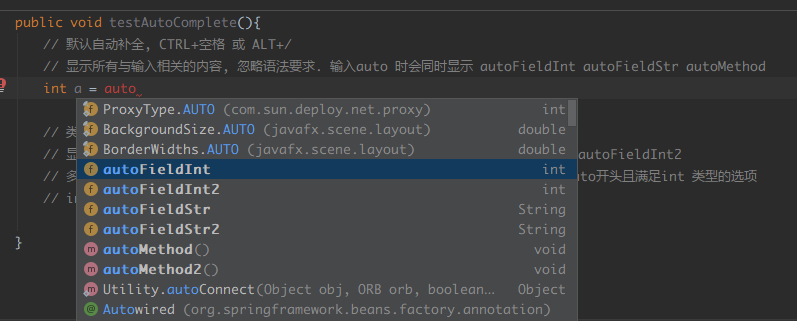 public void testAutoComplete(){
// 默认自动补全, CTRL+空格 或 ALT+/
// 显示所有与输入相关的内容, 忽略语法要求. 输入auto 时会同时显示 autoFieldInt autoFieldStr autoMethod
int a = auto
ProxyType.AUTO (com.sun.deploy.net.proxy) int
// 类
BackgroundSize.AUTO (javafx.scene.layout) double
// 显
BorderWidths.AUTO (javafx.scene.layout) double
autoFieldInt2
autoFieldInt int
// 多
to开头且满足int 类型的选项
autoFieldInt2 int
// in
autoFieldStr String
autoFieldStr2 String
autoMethod() void
}
autoMethod2() void
Utility.autoConnect(Object obj, ORB orb, boolean... Object
Autowired (org.springframework.beans.factory.annotation)